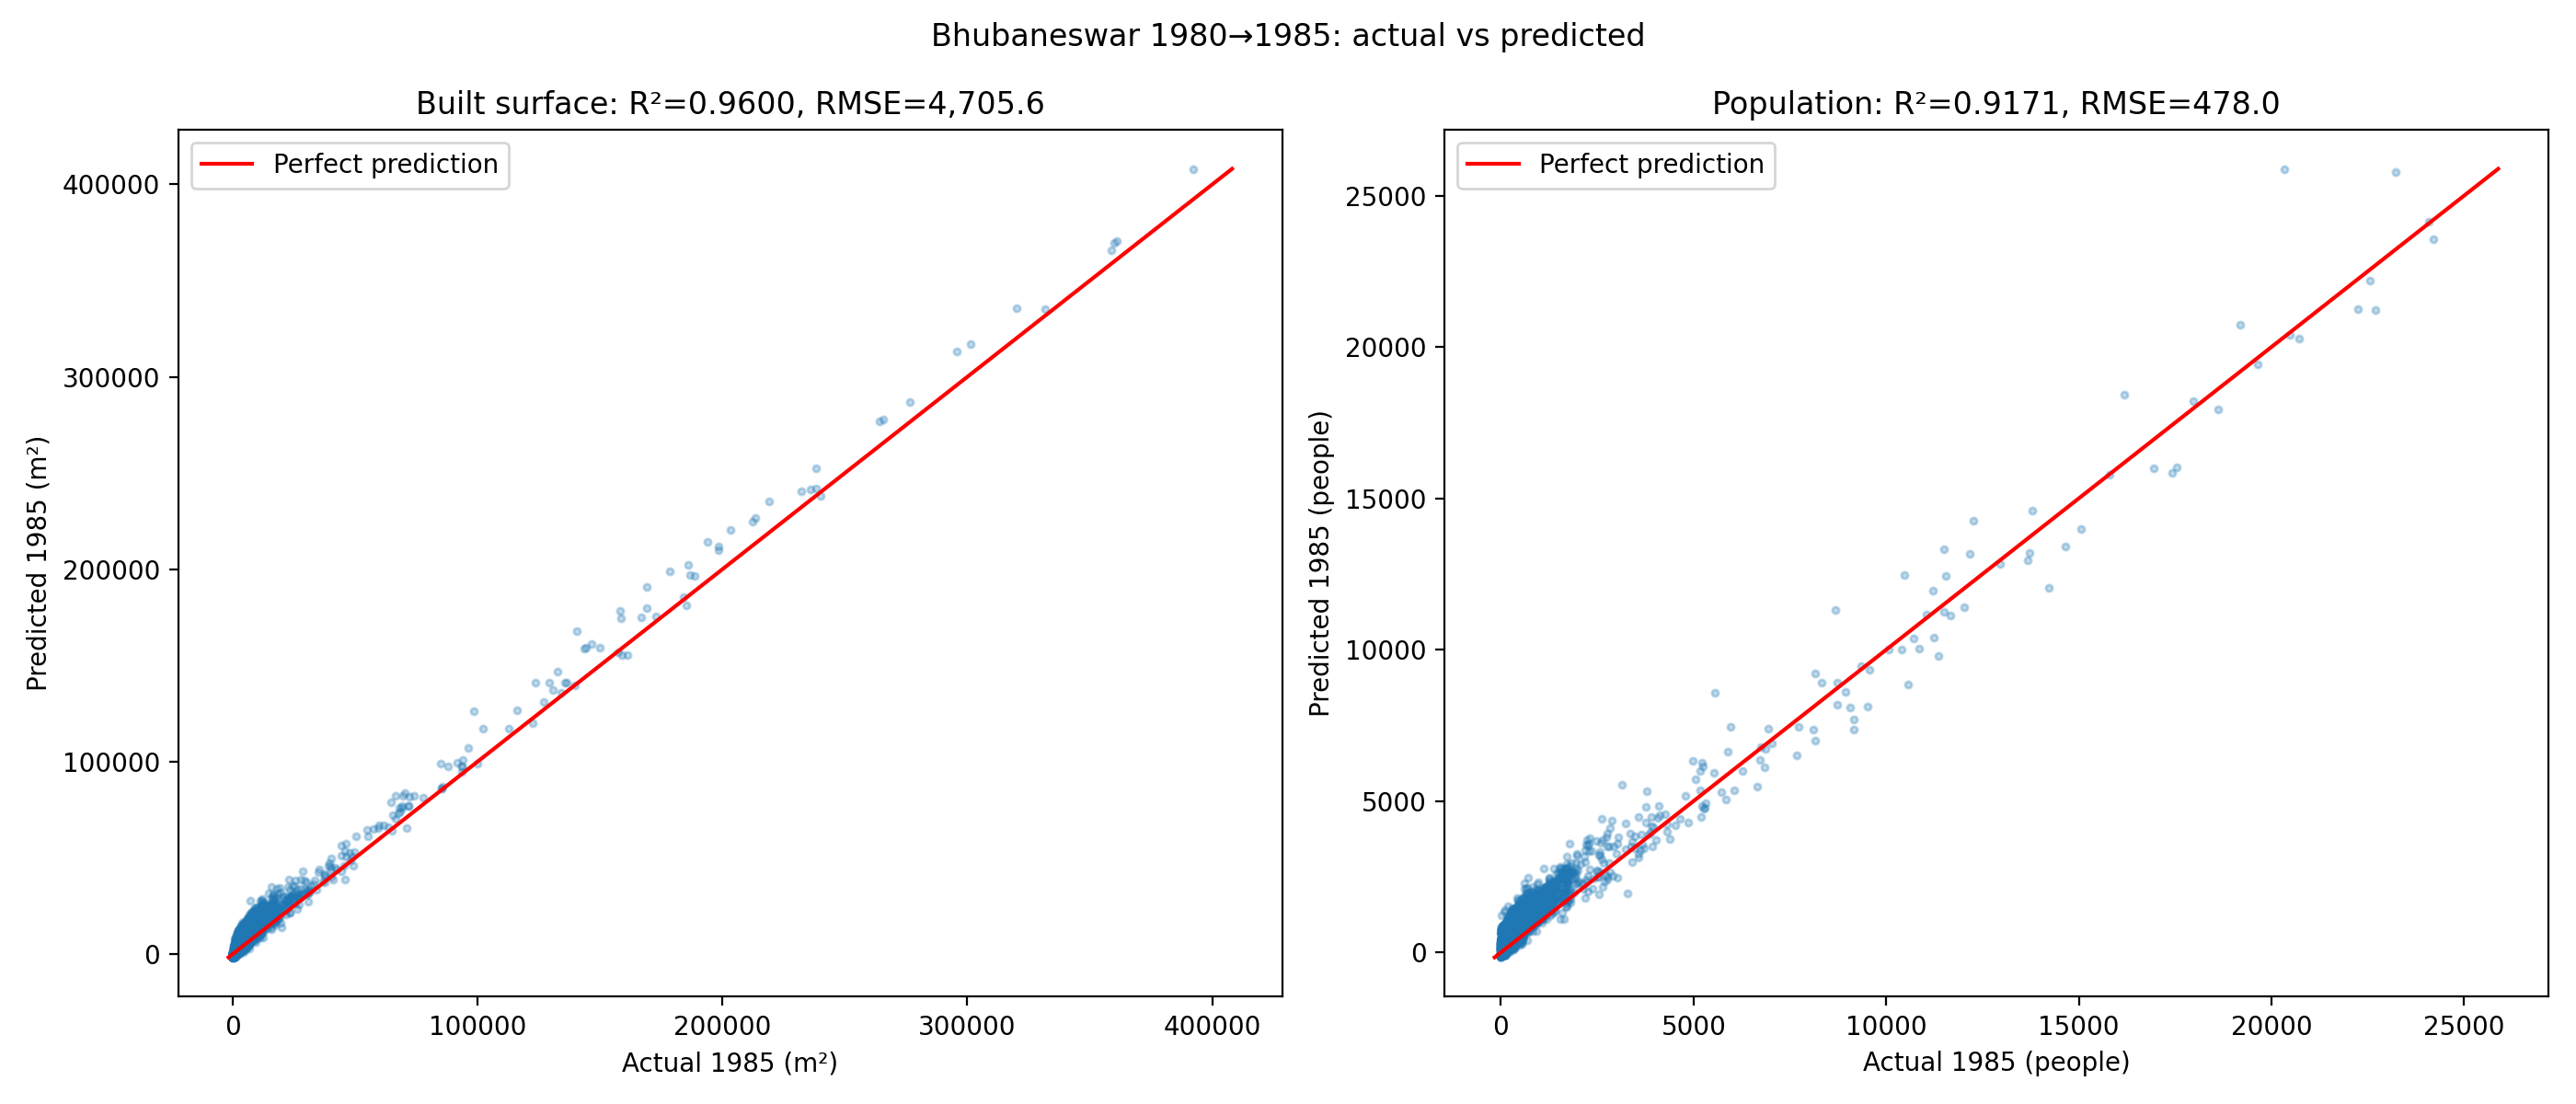 Bhubaneswar 1980→1985: actual vs predicted
Built surface: R²=0.9600, RMSE=4,705.6
Perfect prediction
400000
300000
200000
100000
0
Predicted 1985 (m²)
0 100000 200000 300000 400000
Actual 1985 (m²)
Population: R²=0.9171, RMSE=478.0
Perfect prediction
25000
20000
15000
10000
5000
0
Predicted 1985 (people)
0 5000 10000 15000 20000 25000
Actual 1985 (people)